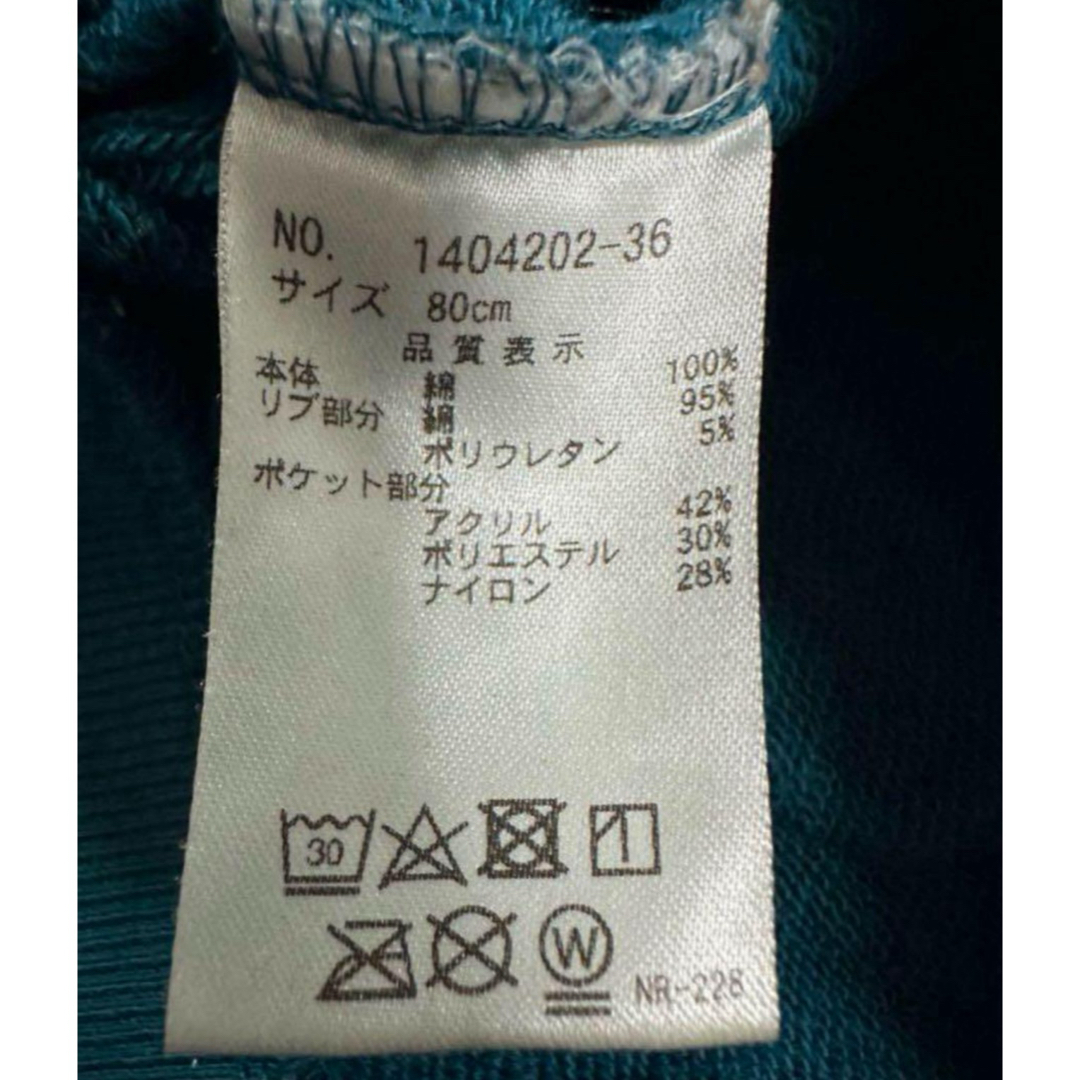 NO. 1404202-36
サイズ 80cm
品質表示
本体 綿 100%
リブ部分 綿 95%
ポリウレタン 5%
ポケット部分
アクリル 42%
ポリエステル 30%
ナイロン 28%
30
W
NR-228